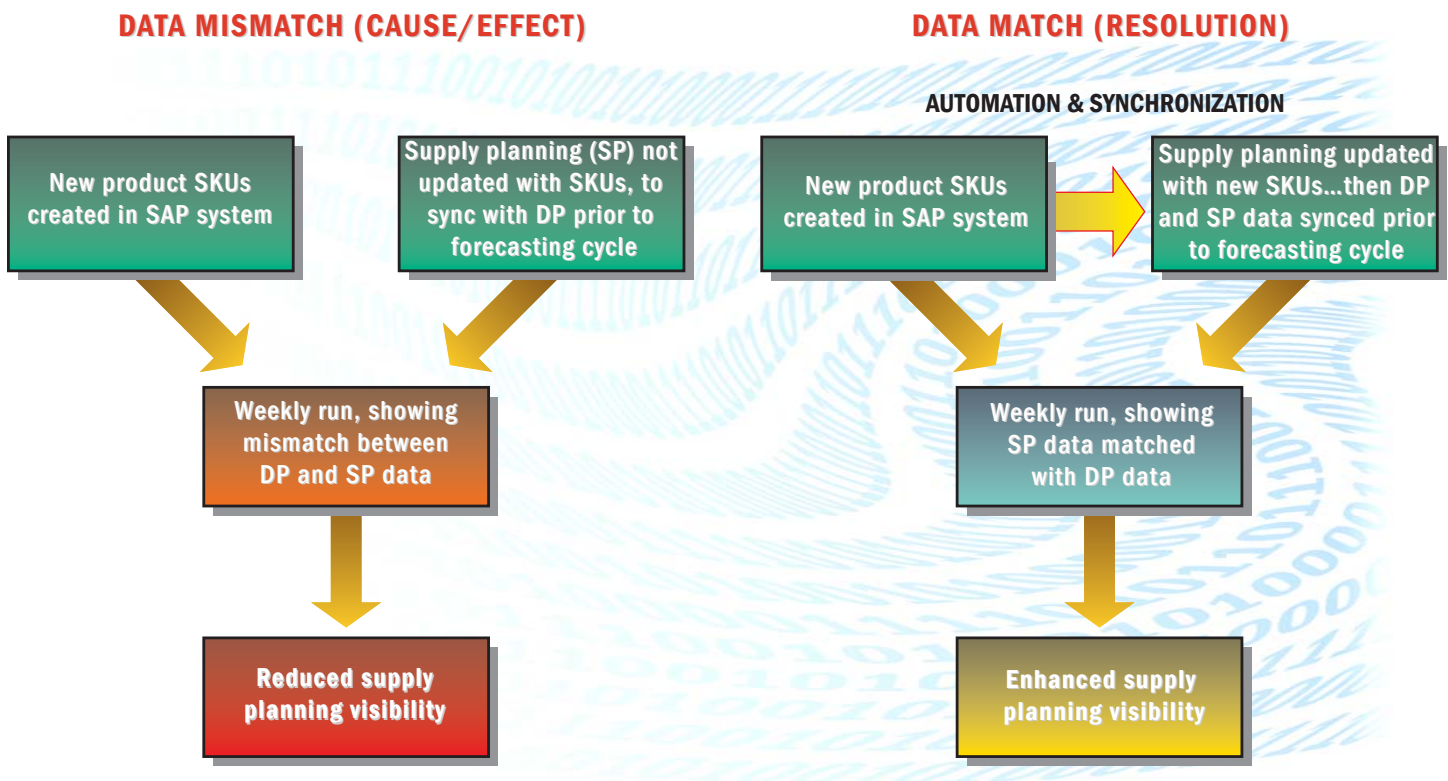 DATA MISMATCH (CAUSE/EFFECT)
New product SKUs
created in SAP system
Supply planning (SP) not
updated with SKUs, to
sync with DP prior to
forecasting cycle
Weekly run, showing
mismatch between
DP and SP data
Reduced supply
planning visibility
DATA MATCH (RESOLUTION)
AUTOMATION & SYNCHRONIZATION
New product SKUs
created in SAP system
Supply planning updated
with new SKUs...then DP
and SP data synced prior
to forecasting cycle
Weekly run, showing
SP data matched
with DP data
Enhanced supply
planning visibility